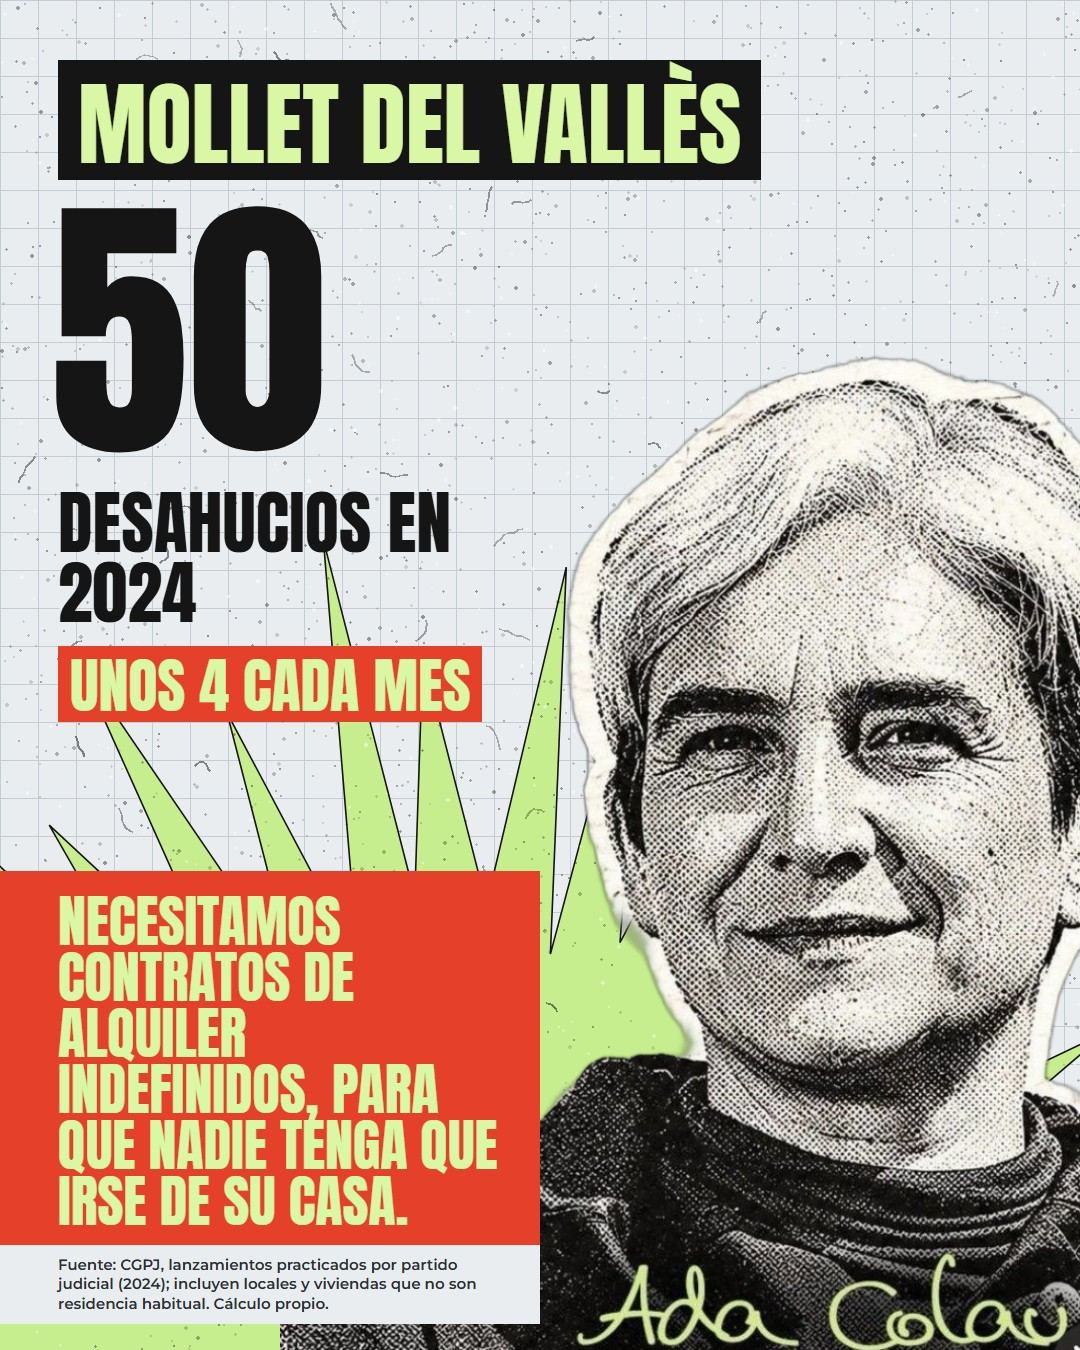 MOLLET DEL VALLÈS
50
DESAHUCIOS EN
2024
UNOS 4 CADA MES
NECESITAMOS
CONTRATOS DE
ALQUILER
INDEFINIDOS, PARA
QUE NADIE TENGA QUE
IRSE DE SU CASA.
Fuente: CGPJ, lanzamientos practicados por partido
judicial (2024); incluyen locales y viviendas que no son
residencia habitual. Cálculo propio.
Ada Colau